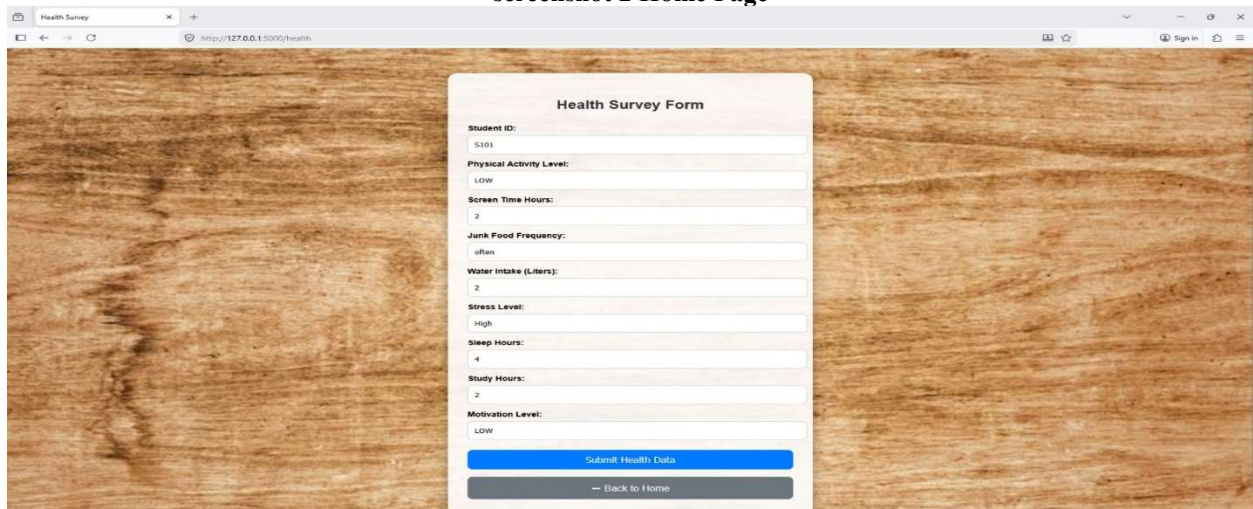 screenshot 2 Home Page
Health Survey
http://127.0.0.1:5000/health
Sign in
Health Survey Form
Student ID:
S101
Physical Activity Level:
LOW
Screen Time Hours:
2
Junk Food Frequency:
often
Water Intake (Liters):
2
Stress Level:
High
Sleep Hours:
4
Study Hours:
2
Motivation Level:
LOW
Submit Health Data
— Back to Home